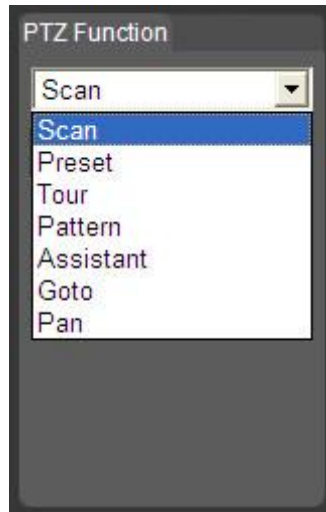 PTZ Function
Scan
Scan
Preset
Tour
Pattern
Assistant
Goto
Pan